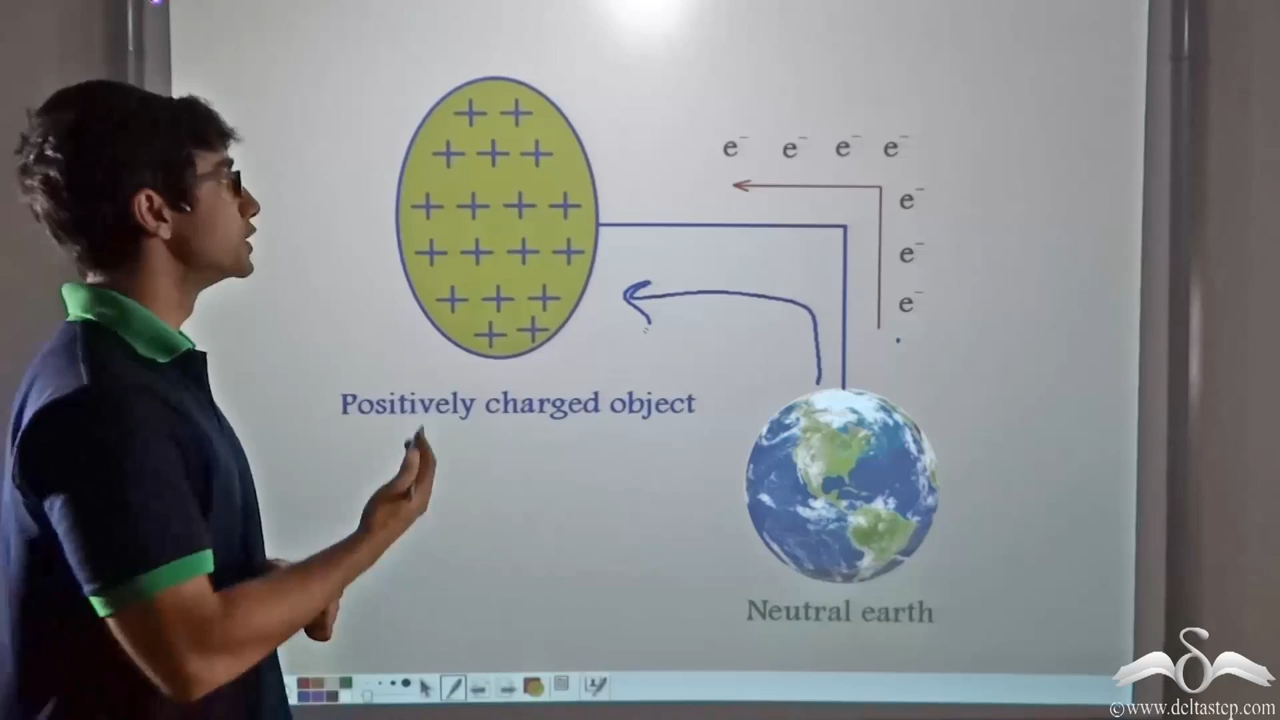 + +
+ + +
+ + + +
+ + + +
+ + +
+ +
e⁻ e⁻ e⁻ e⁻
e⁻
e⁻
e⁻
Positively charged object
Neutral earth
©www.deltastep.com